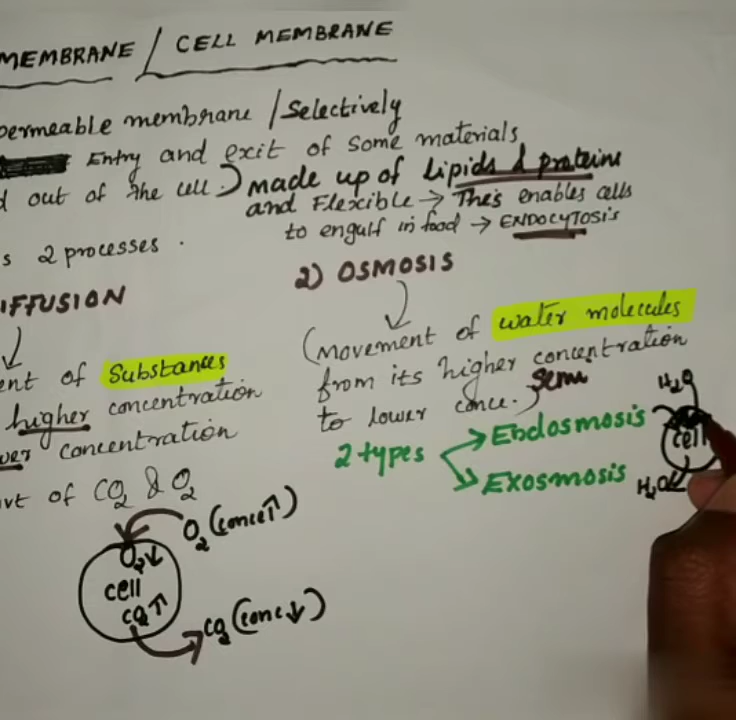 MEMBRANE / CELL MEMBRANE
permeable membrane / Selectively
Entry and exit of some materials
out of the cell.) made up of Lipids & proteins
and Flexible → This enables cells
to engulf in food → ENDOCYTOSIS
s 2 processes.
IFFUSION
ent of Substances
higher concentration
wer concentration
of CO2 & O2
O2 (conc↑)
O2↓
cell
CO2↑
CO2 (conc↓)
2) OSMOSIS
(Movement of water molecules
from its higher concentration
to lower conc.) Semi
2 types
Endosmosis
Exosmosis
H2O
cell
H2O